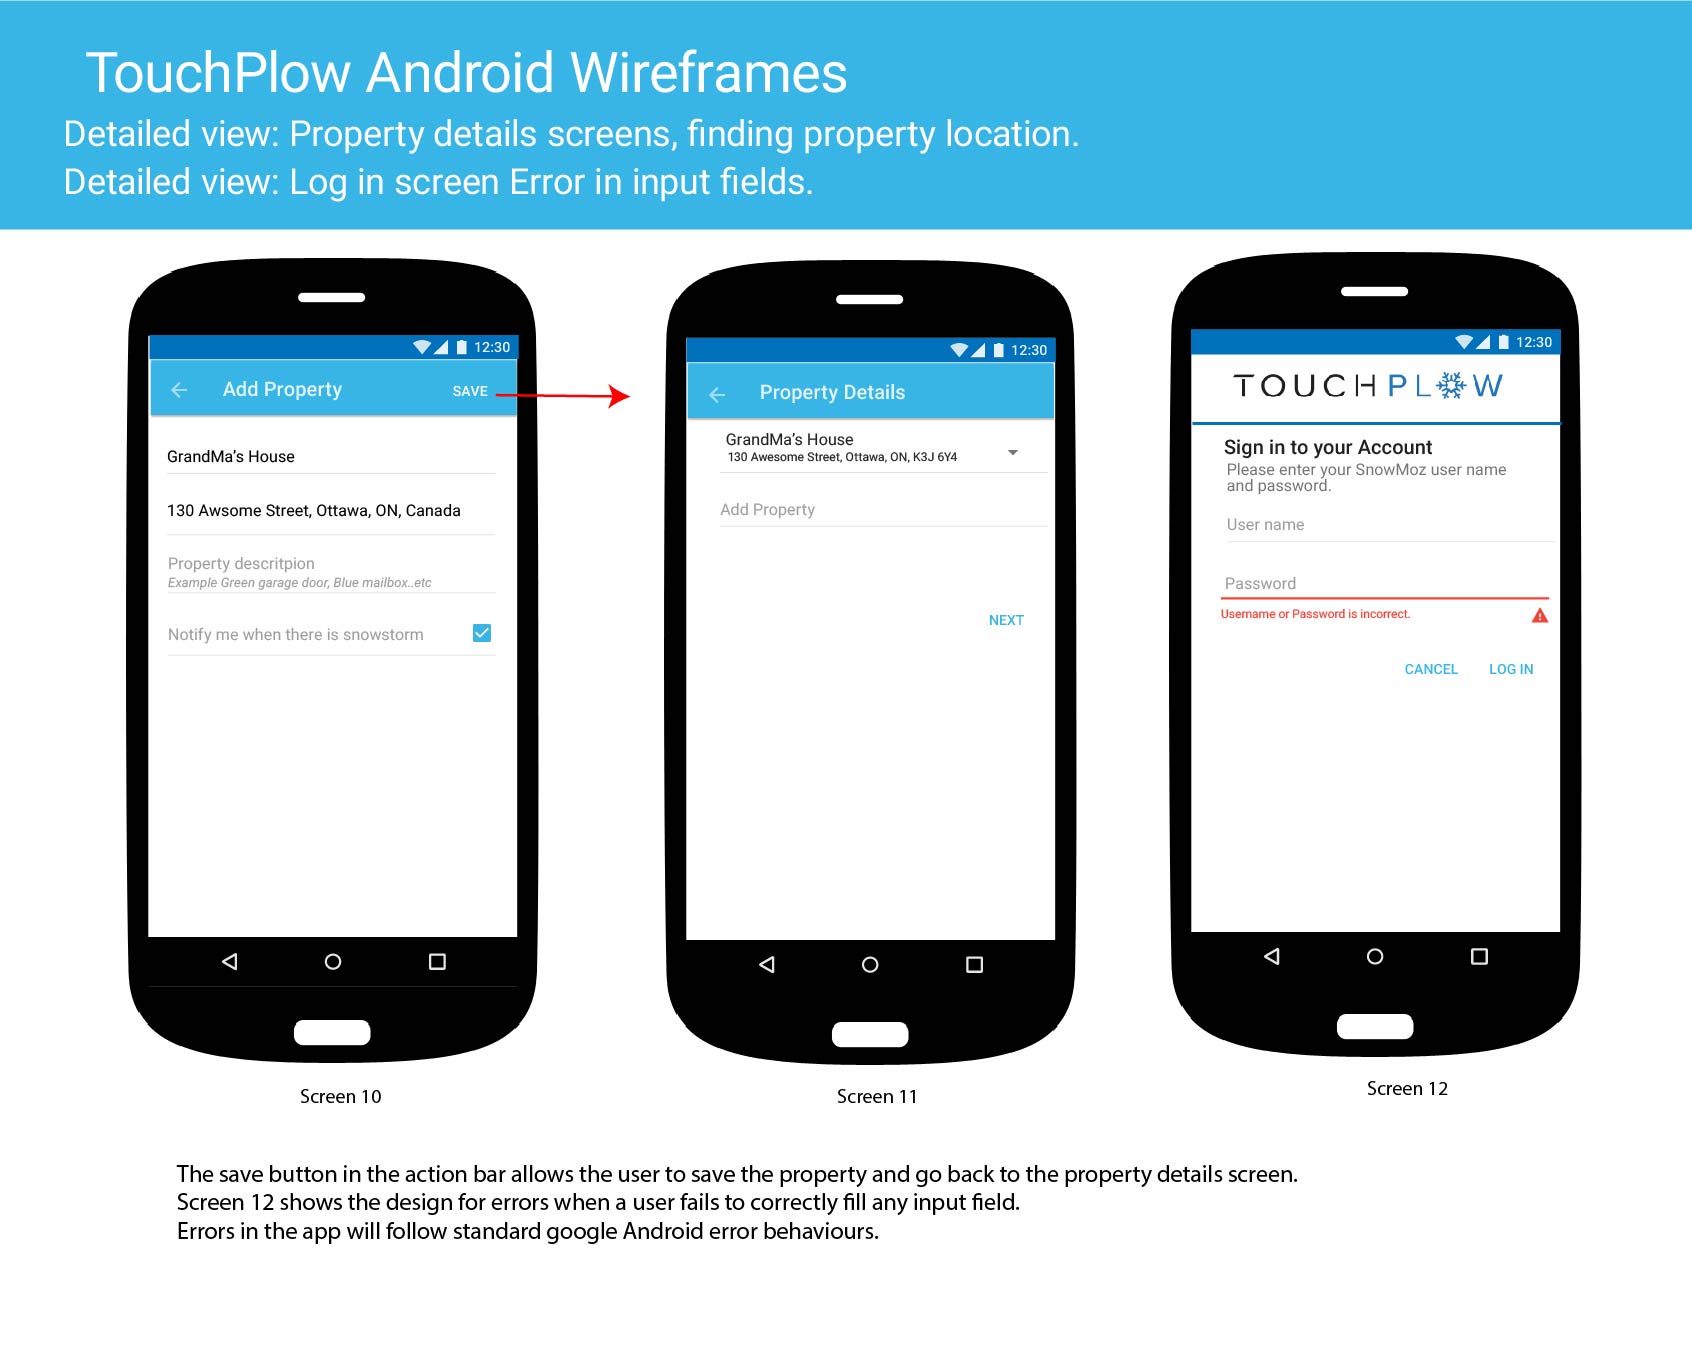 TouchPlow Android Wireframes
Detailed view: Property details screens, finding property location.
Detailed view: Log in screen Error in input fields.
12:30
Add Property
SAVE
GrandMa's House
130 Awsome Street, Ottawa, ON, Canada
Property descritpion
Example Green garage door, Blue mailbox..etc
Notify me when there is snowstorm
Screen 10
12:30
Property Details
GrandMa's House
130 Awesome Street, Ottawa, ON, K3J 6Y4
Add Property
NEXT
Screen 11
12:30
TOUCHPLOW
Sign in to your Account
Please enter your SnowMoz user name
and password.
User name
Password
Username or Password is incorrect.
CANCEL
LOG IN
Screen 12
The save button in the action bar allows the user to save the property and go back to the property details screen.
Screen 12 shows the design for errors when a user fails to correctly fill any input field.
Errors in the app will follow standard google Android error behaviours.